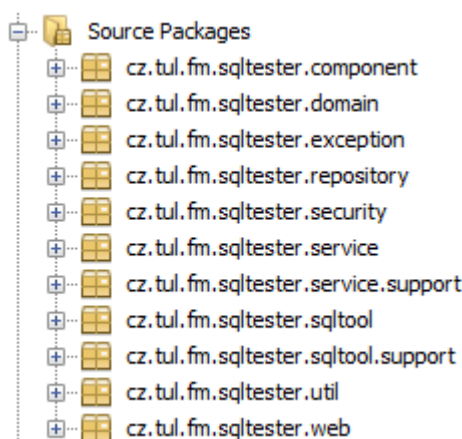 Source Packages
cz.tul.fm.sqltester.component
cz.tul.fm.sqltester.domain
cz.tul.fm.sqltester.exception
cz.tul.fm.sqltester.repository
cz.tul.fm.sqltester.security
cz.tul.fm.sqltester.service
cz.tul.fm.sqltester.service.support
cz.tul.fm.sqltester.sqltool
cz.tul.fm.sqltester.sqltool.support
cz.tul.fm.sqltester.util
cz.tul.fm.sqltester.web